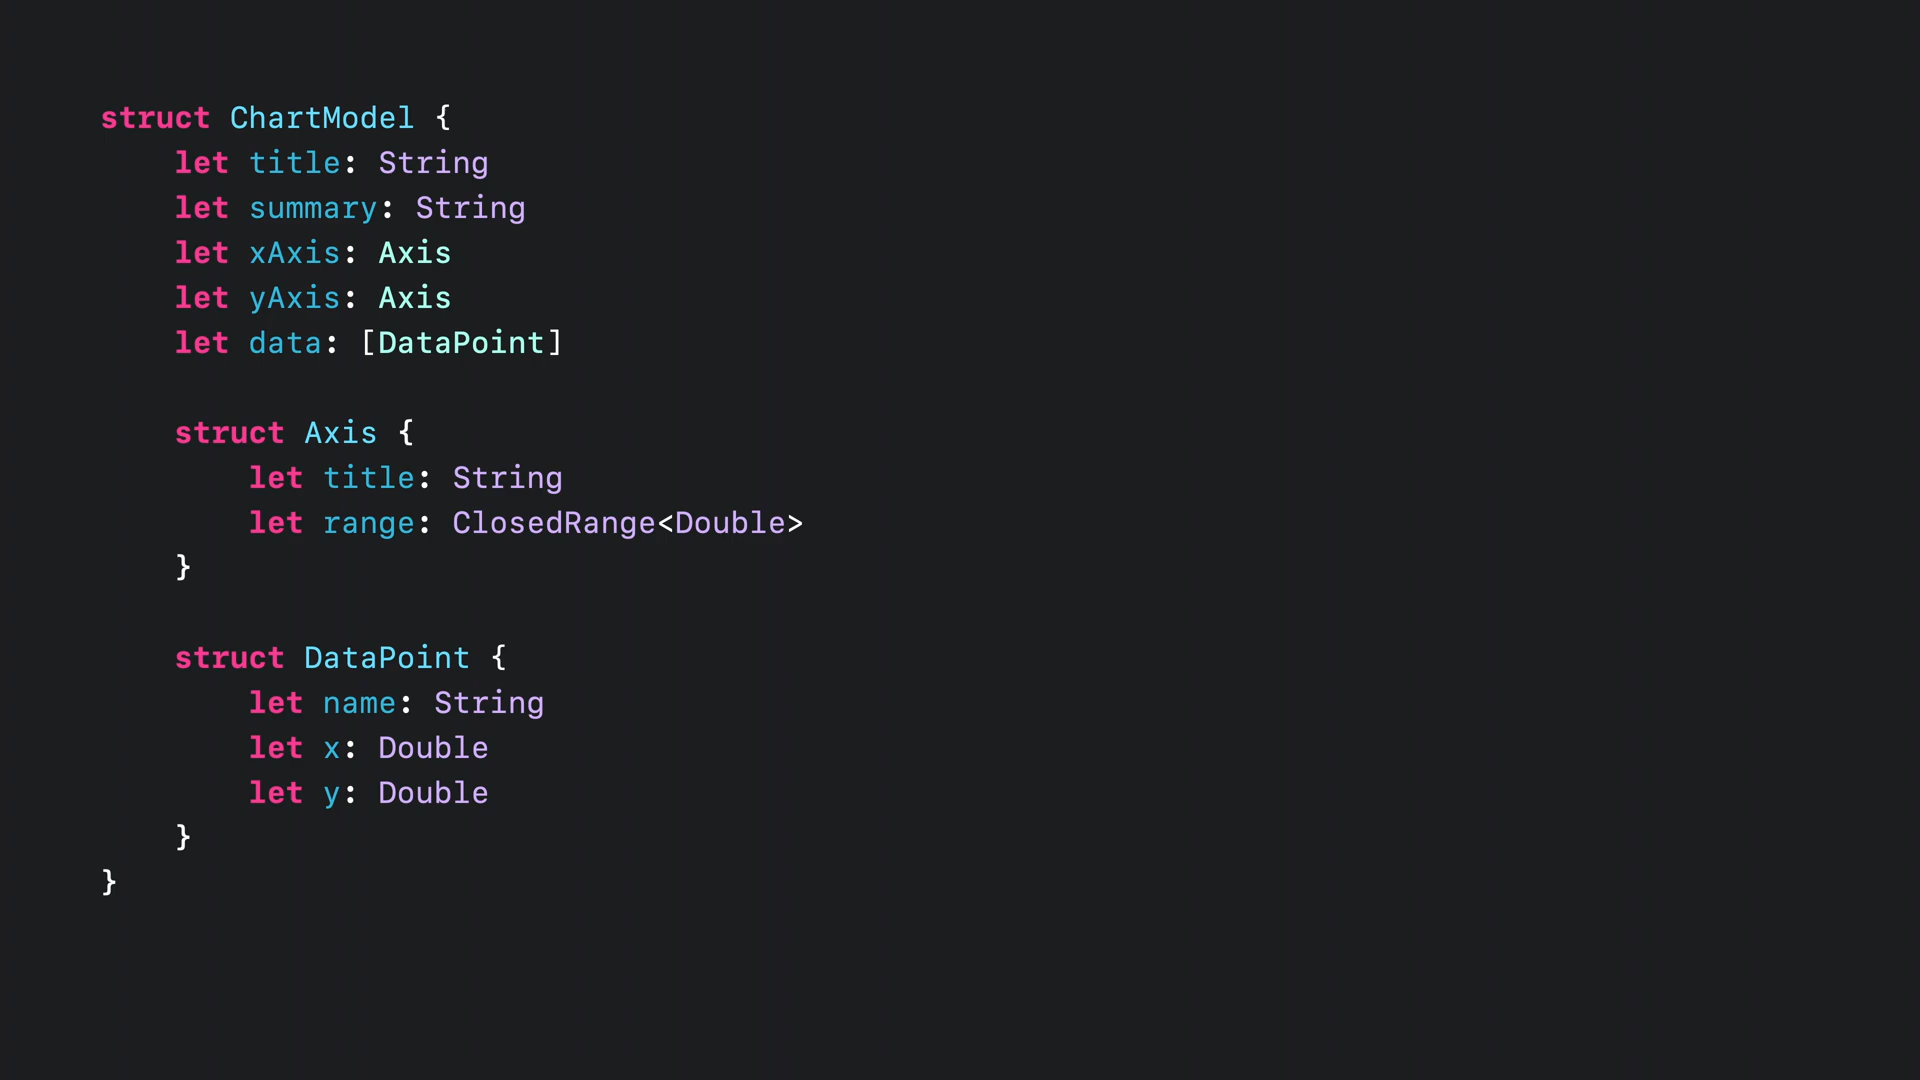 struct ChartModel {
    let title: String
    let summary: String
    let xAxis: Axis
    let yAxis: Axis
    let data: [DataPoint]

    struct Axis {
        let title: String
        let range: ClosedRange<Double>
    }

    struct DataPoint {
        let name: String
        let x: Double
        let y: Double
    }
}